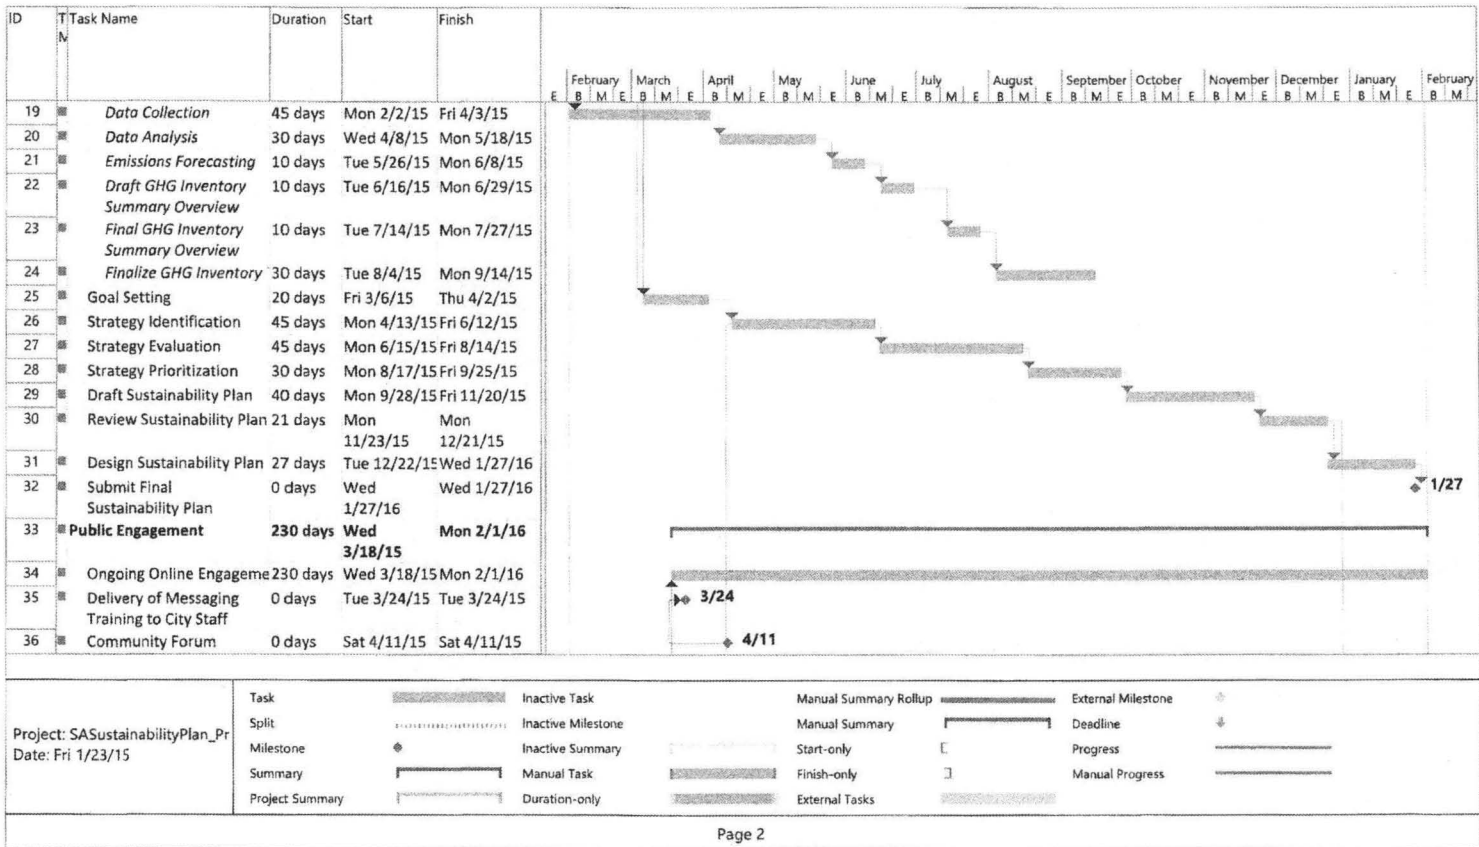 ID T Task Name Duration Start Finish
M
February March April May June July August September October November December January February
E B M E B M E B M E B M E B M E B M E B M E B M E B M E B M E B M E B M E B M
19 Data Collection 45 days Mon 2/2/15 Fri 4/3/15
20 Data Analysis 30 days Wed 4/8/15 Mon 5/18/15
21 Emissions Forecasting 10 days Tue 5/26/15 Mon 6/8/15
22 Draft GHG Inventory 10 days Tue 6/16/15 Mon 6/29/15
Summary Overview
23 Final GHG Inventory 10 days Tue 7/14/15 Mon 7/27/15
Summary Overview
24 Finalize GHG Inventory 30 days Tue 8/4/15 Mon 9/14/15
25 Goal Setting 20 days Fri 3/6/15 Thu 4/2/15
26 Strategy Identification 45 days Mon 4/13/15 Fri 6/12/15
27 Strategy Evaluation 45 days Mon 6/15/15 Fri 8/14/15
28 Strategy Prioritization 30 days Mon 8/17/15 Fri 9/25/15
29 Draft Sustainability Plan 40 days Mon 9/28/15 Fri 11/20/15
30 Review Sustainability Plan 21 days Mon Mon
11/23/15 12/21/15
31 Design Sustainability Plan 27 days Tue 12/22/15 Wed 1/27/16
32 Submit Final 0 days Wed Wed 1/27/16 1/27
Sustainability Plan 1/27/16
33 Public Engagement 230 days Wed Mon 2/1/16
3/18/15
34 Ongoing Online Engageme 230 days Wed 3/18/15 Mon 2/1/16
35 Delivery of Messaging 0 days Tue 3/24/15 Tue 3/24/15 3/24
Training to City Staff
36 Community Forum 0 days Sat 4/11/15 Sat 4/11/15 4/11
Project: SASustainabilityPlan_Pr
Date: Fri 1/23/15
Task Inactive Task Manual Summary Rollup External Milestone
Split Inactive Milestone Manual Summary Deadline
Milestone Inactive Summary Start-only Progress
Summary Manual Task Finish-only Manual Progress
Project Summary Duration-only External Tasks
Page 2